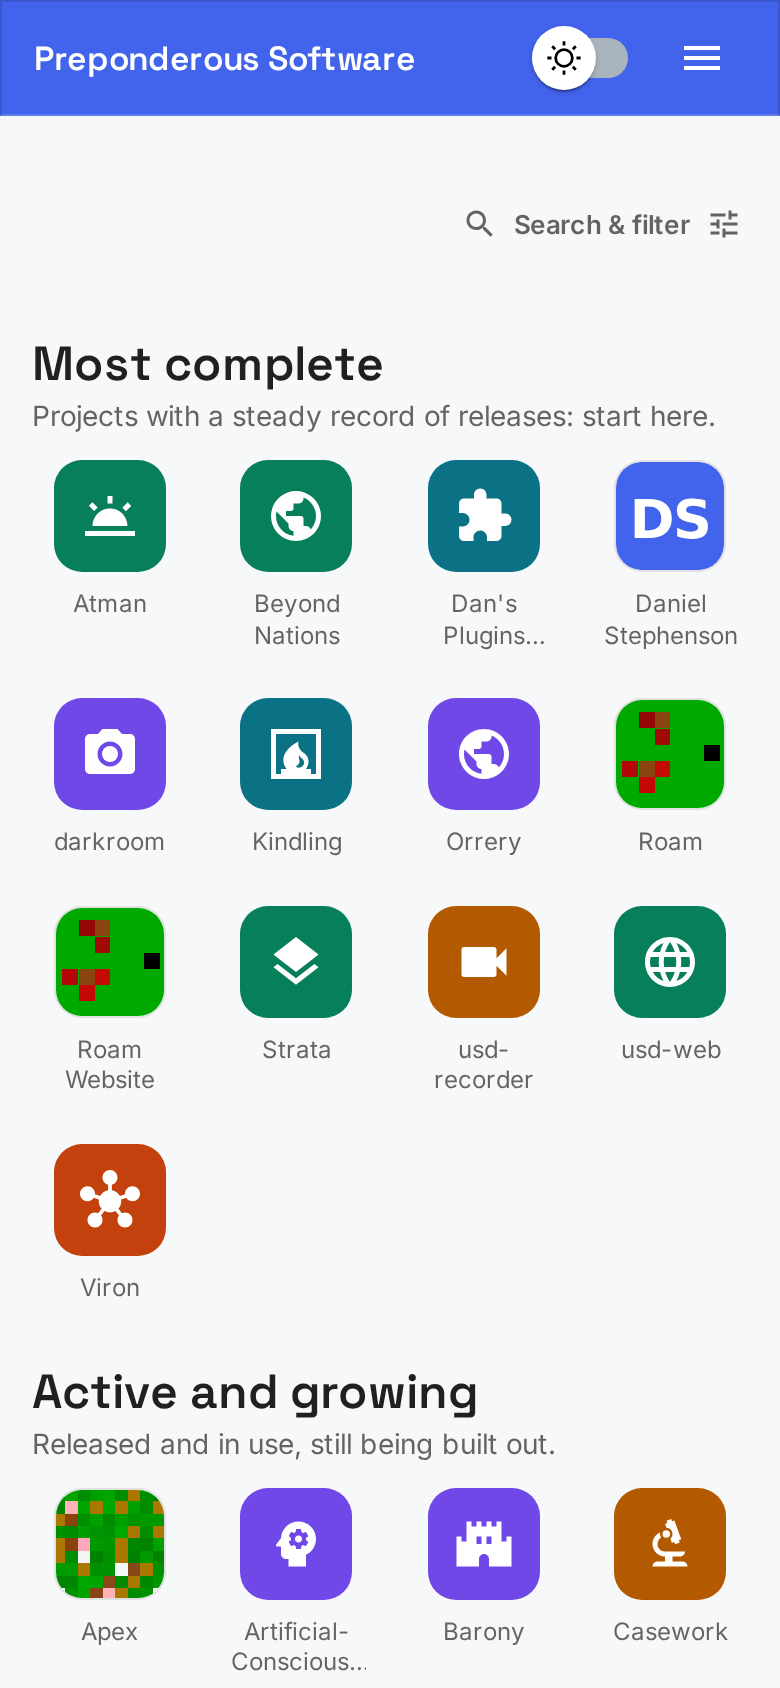 Preponderous Software
Search & filter
Most complete
Projects with a steady record of releases: start here.
Atman
Beyond
Nations
Dan's
Plugins...
DS
Daniel
Stephenson
darkroom
Kindling
Orrery
Roam
Roam
Website
Strata
usd-
recorder
usd-web
Viron
Active and growing
Released and in use, still being built out.
Apex
Artificial-
Conscious...
Barony
Casework